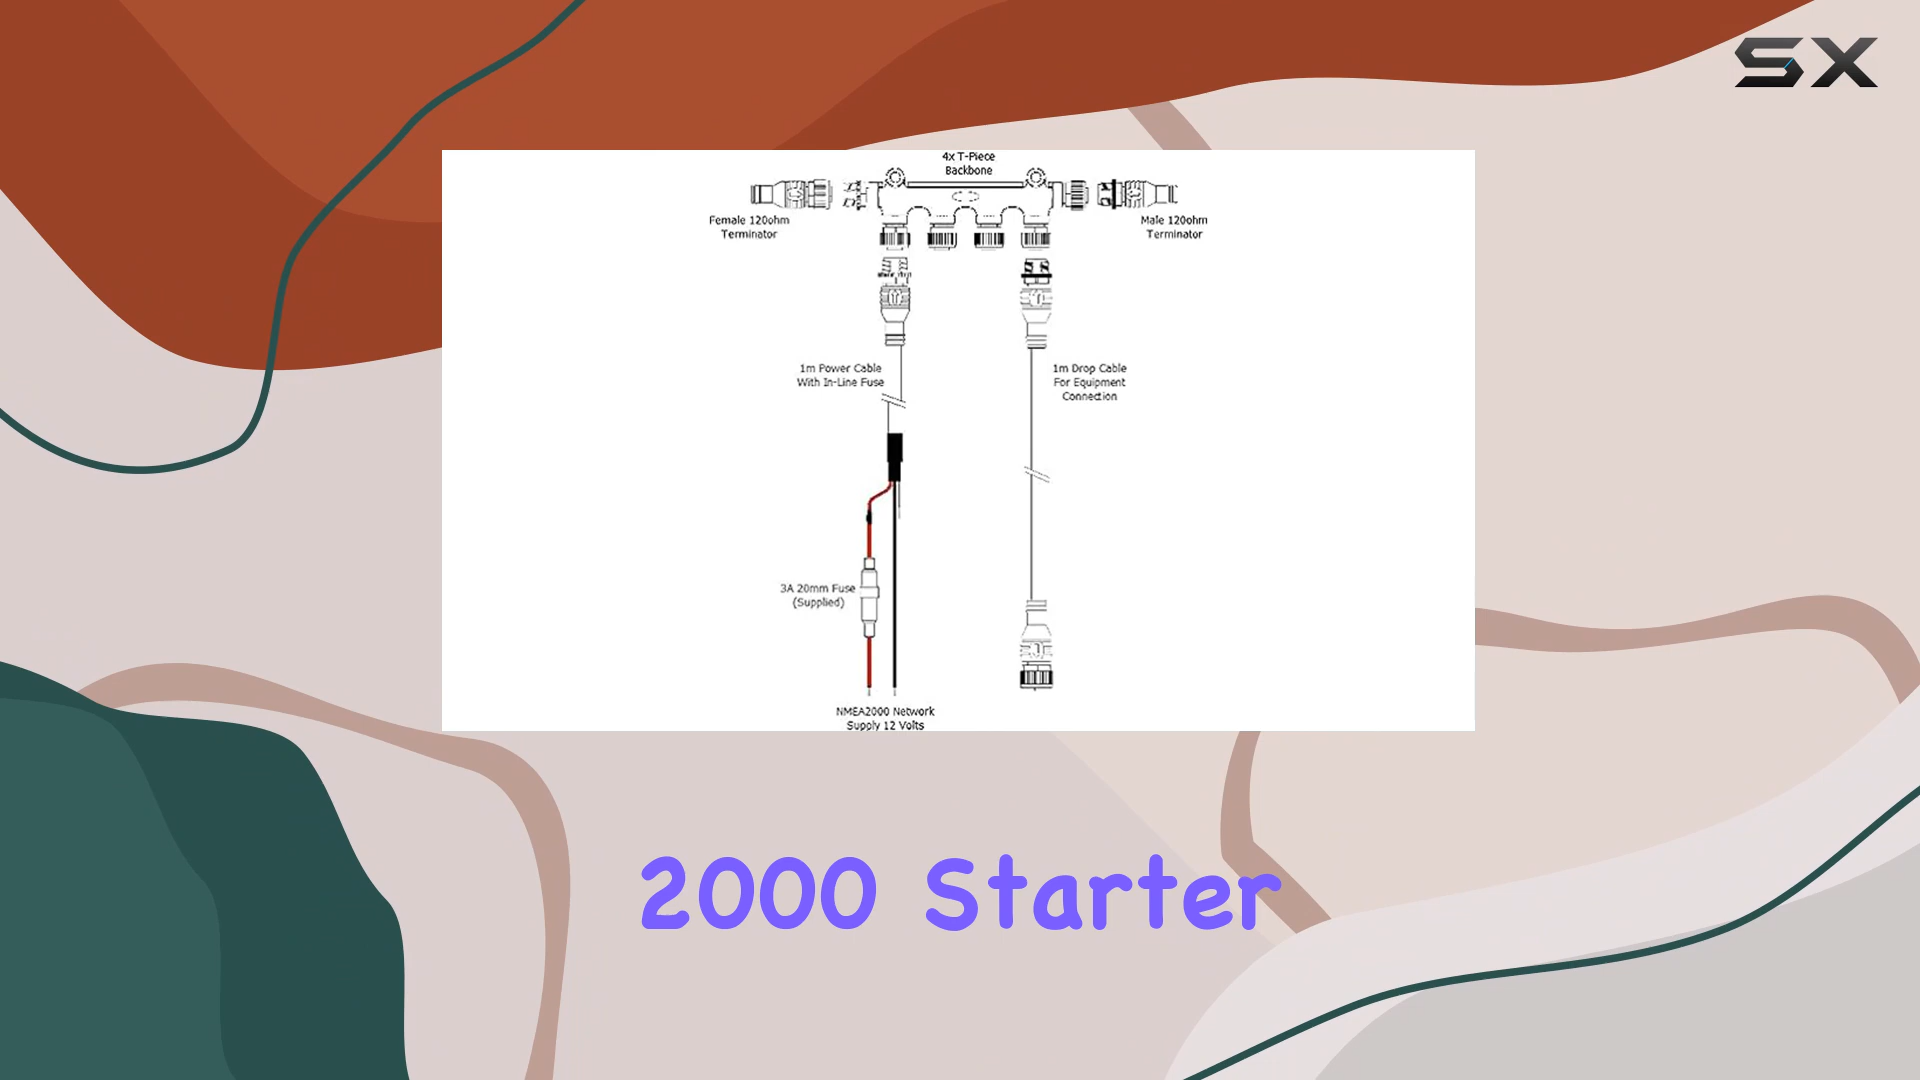 SX
4x T-Piece
Backbone
Female 120ohm
Terminator
Male 120ohm
Terminator
1m Power Cable
With In-Line Fuse
1m Drop Cable
For Equipment
Connection
3A 20mm Fuse
(Supplied)
NMEA2000 Network
Supply 12 Volts
2000 Starter